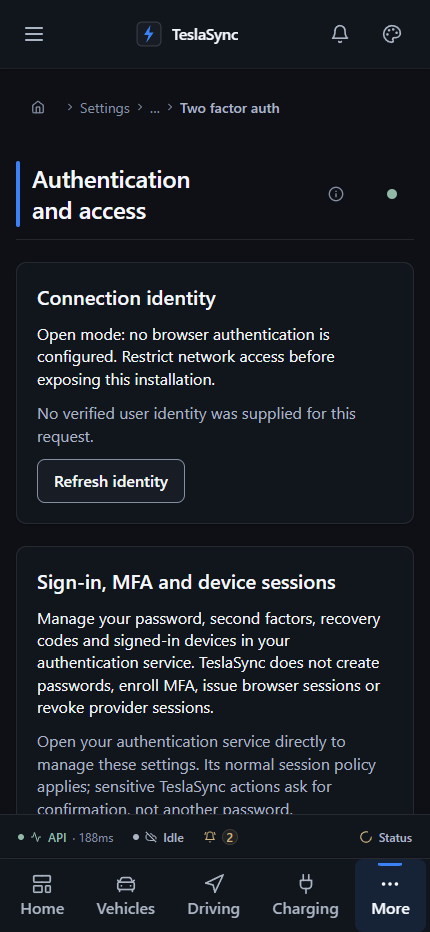 TeslaSync
Settings > ... > Two factor auth
Authentication
and access
Connection identity
Open mode: no browser authentication is
configured. Restrict network access before
exposing this installation.
No verified user identity was supplied for this
request.
Refresh identity
Sign-in, MFA and device sessions
Manage your password, second factors, recovery
codes and signed-in devices in your
authentication service. TeslaSync does not create
passwords, enroll MFA, issue browser sessions or
revoke provider sessions.
Open your authentication service directly to
manage these settings. Its normal session policy
applies; sensitive TeslaSync actions ask for
confirmation, not another password.
API · 188ms Idle 2 Status
Home Vehicles Driving Charging More